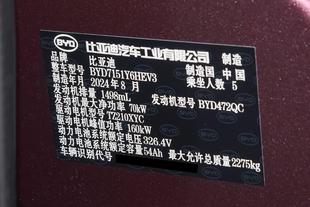 BYD 比亚迪汽车工业有限公司 制造
品牌 比亚迪 制造国 中国
整车型号 BYD7151Y6HEV3 乘坐人数 5
制造年月 2024年8月
发动机排量 1498mL 发动机型号 BYD472QC
发动机最大净功率 70kW
驱动电机型号 TZ210XYC
驱动电机峰值功率 160kW
动力电池系统额定电压 326.4V
动力电池系统额定容量 54Ah 最大允许总质量 2275kg
车辆识别代号